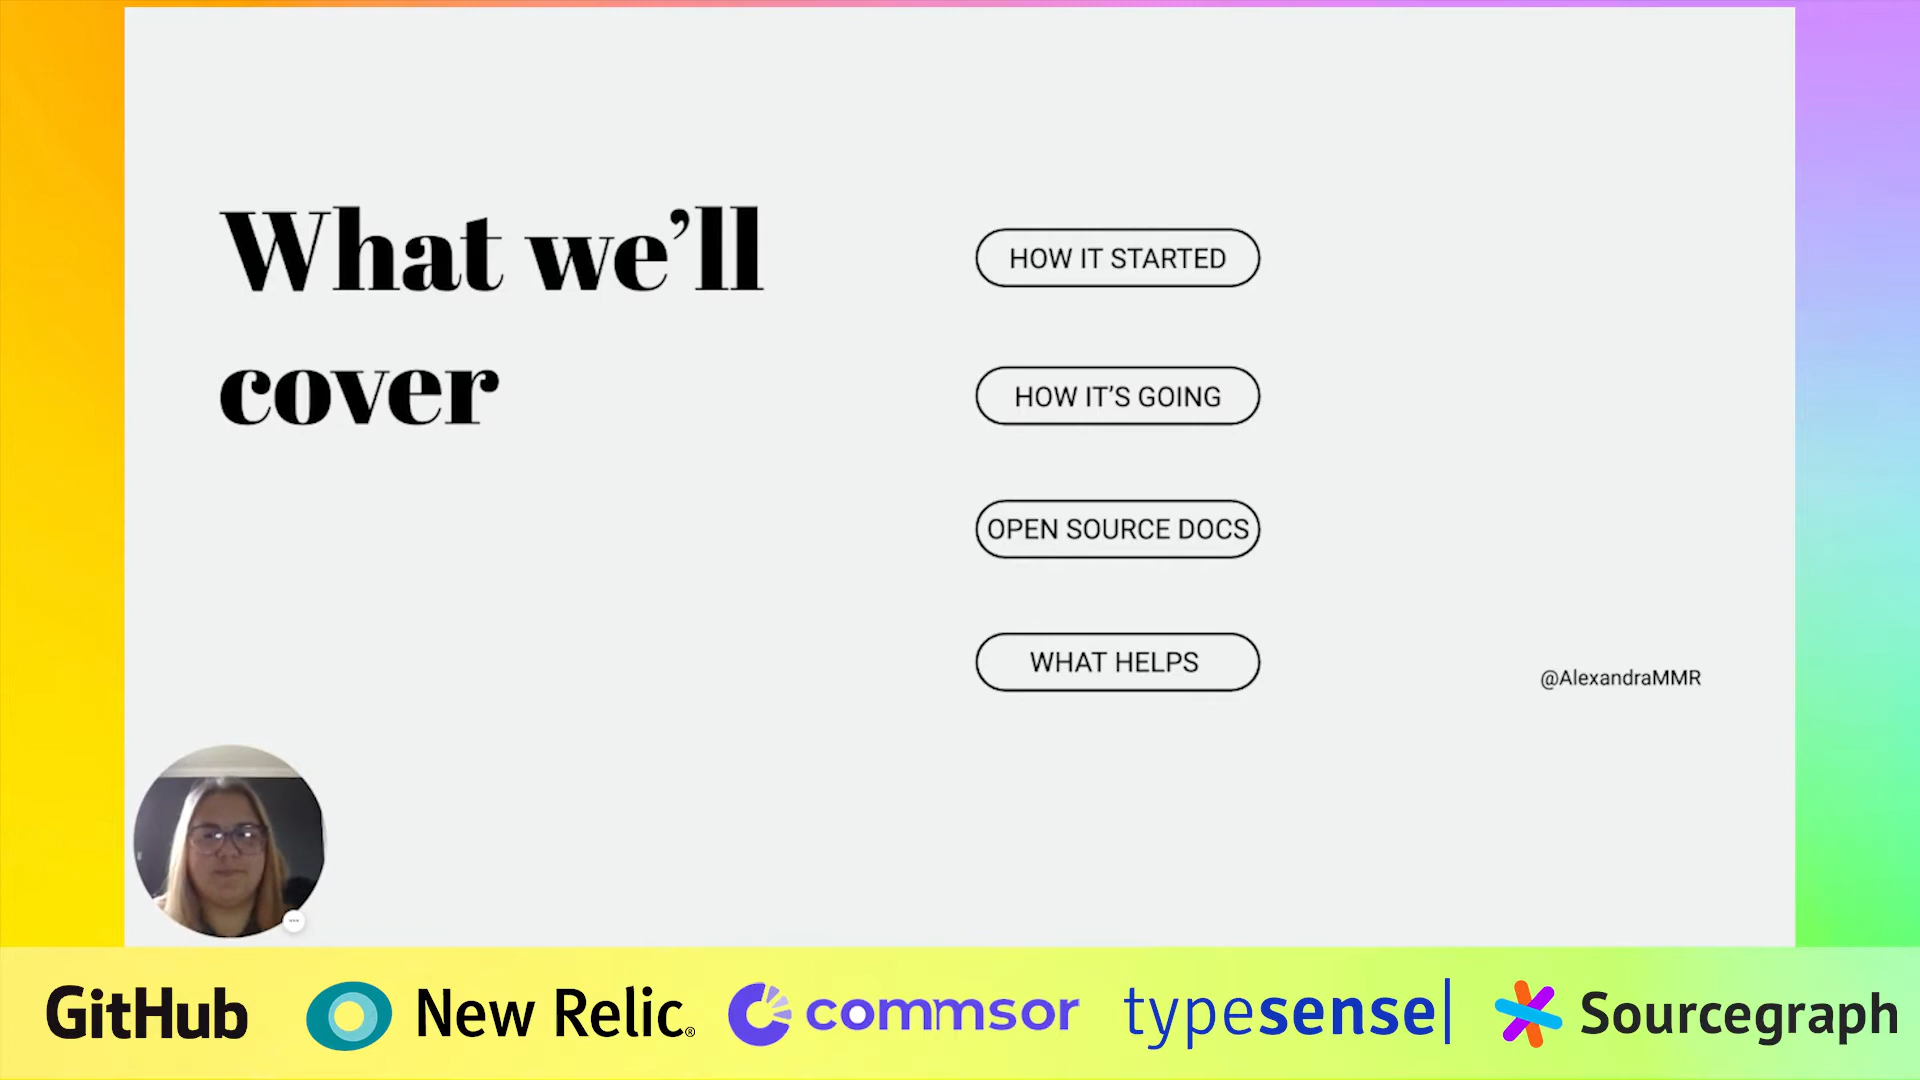 What we’ll
cover
HOW IT STARTED
HOW IT’S GOING
OPEN SOURCE DOCS
WHAT HELPS
@AlexandraMMR
GitHub
New Relic®
commsor
typesense
Sourcegraph